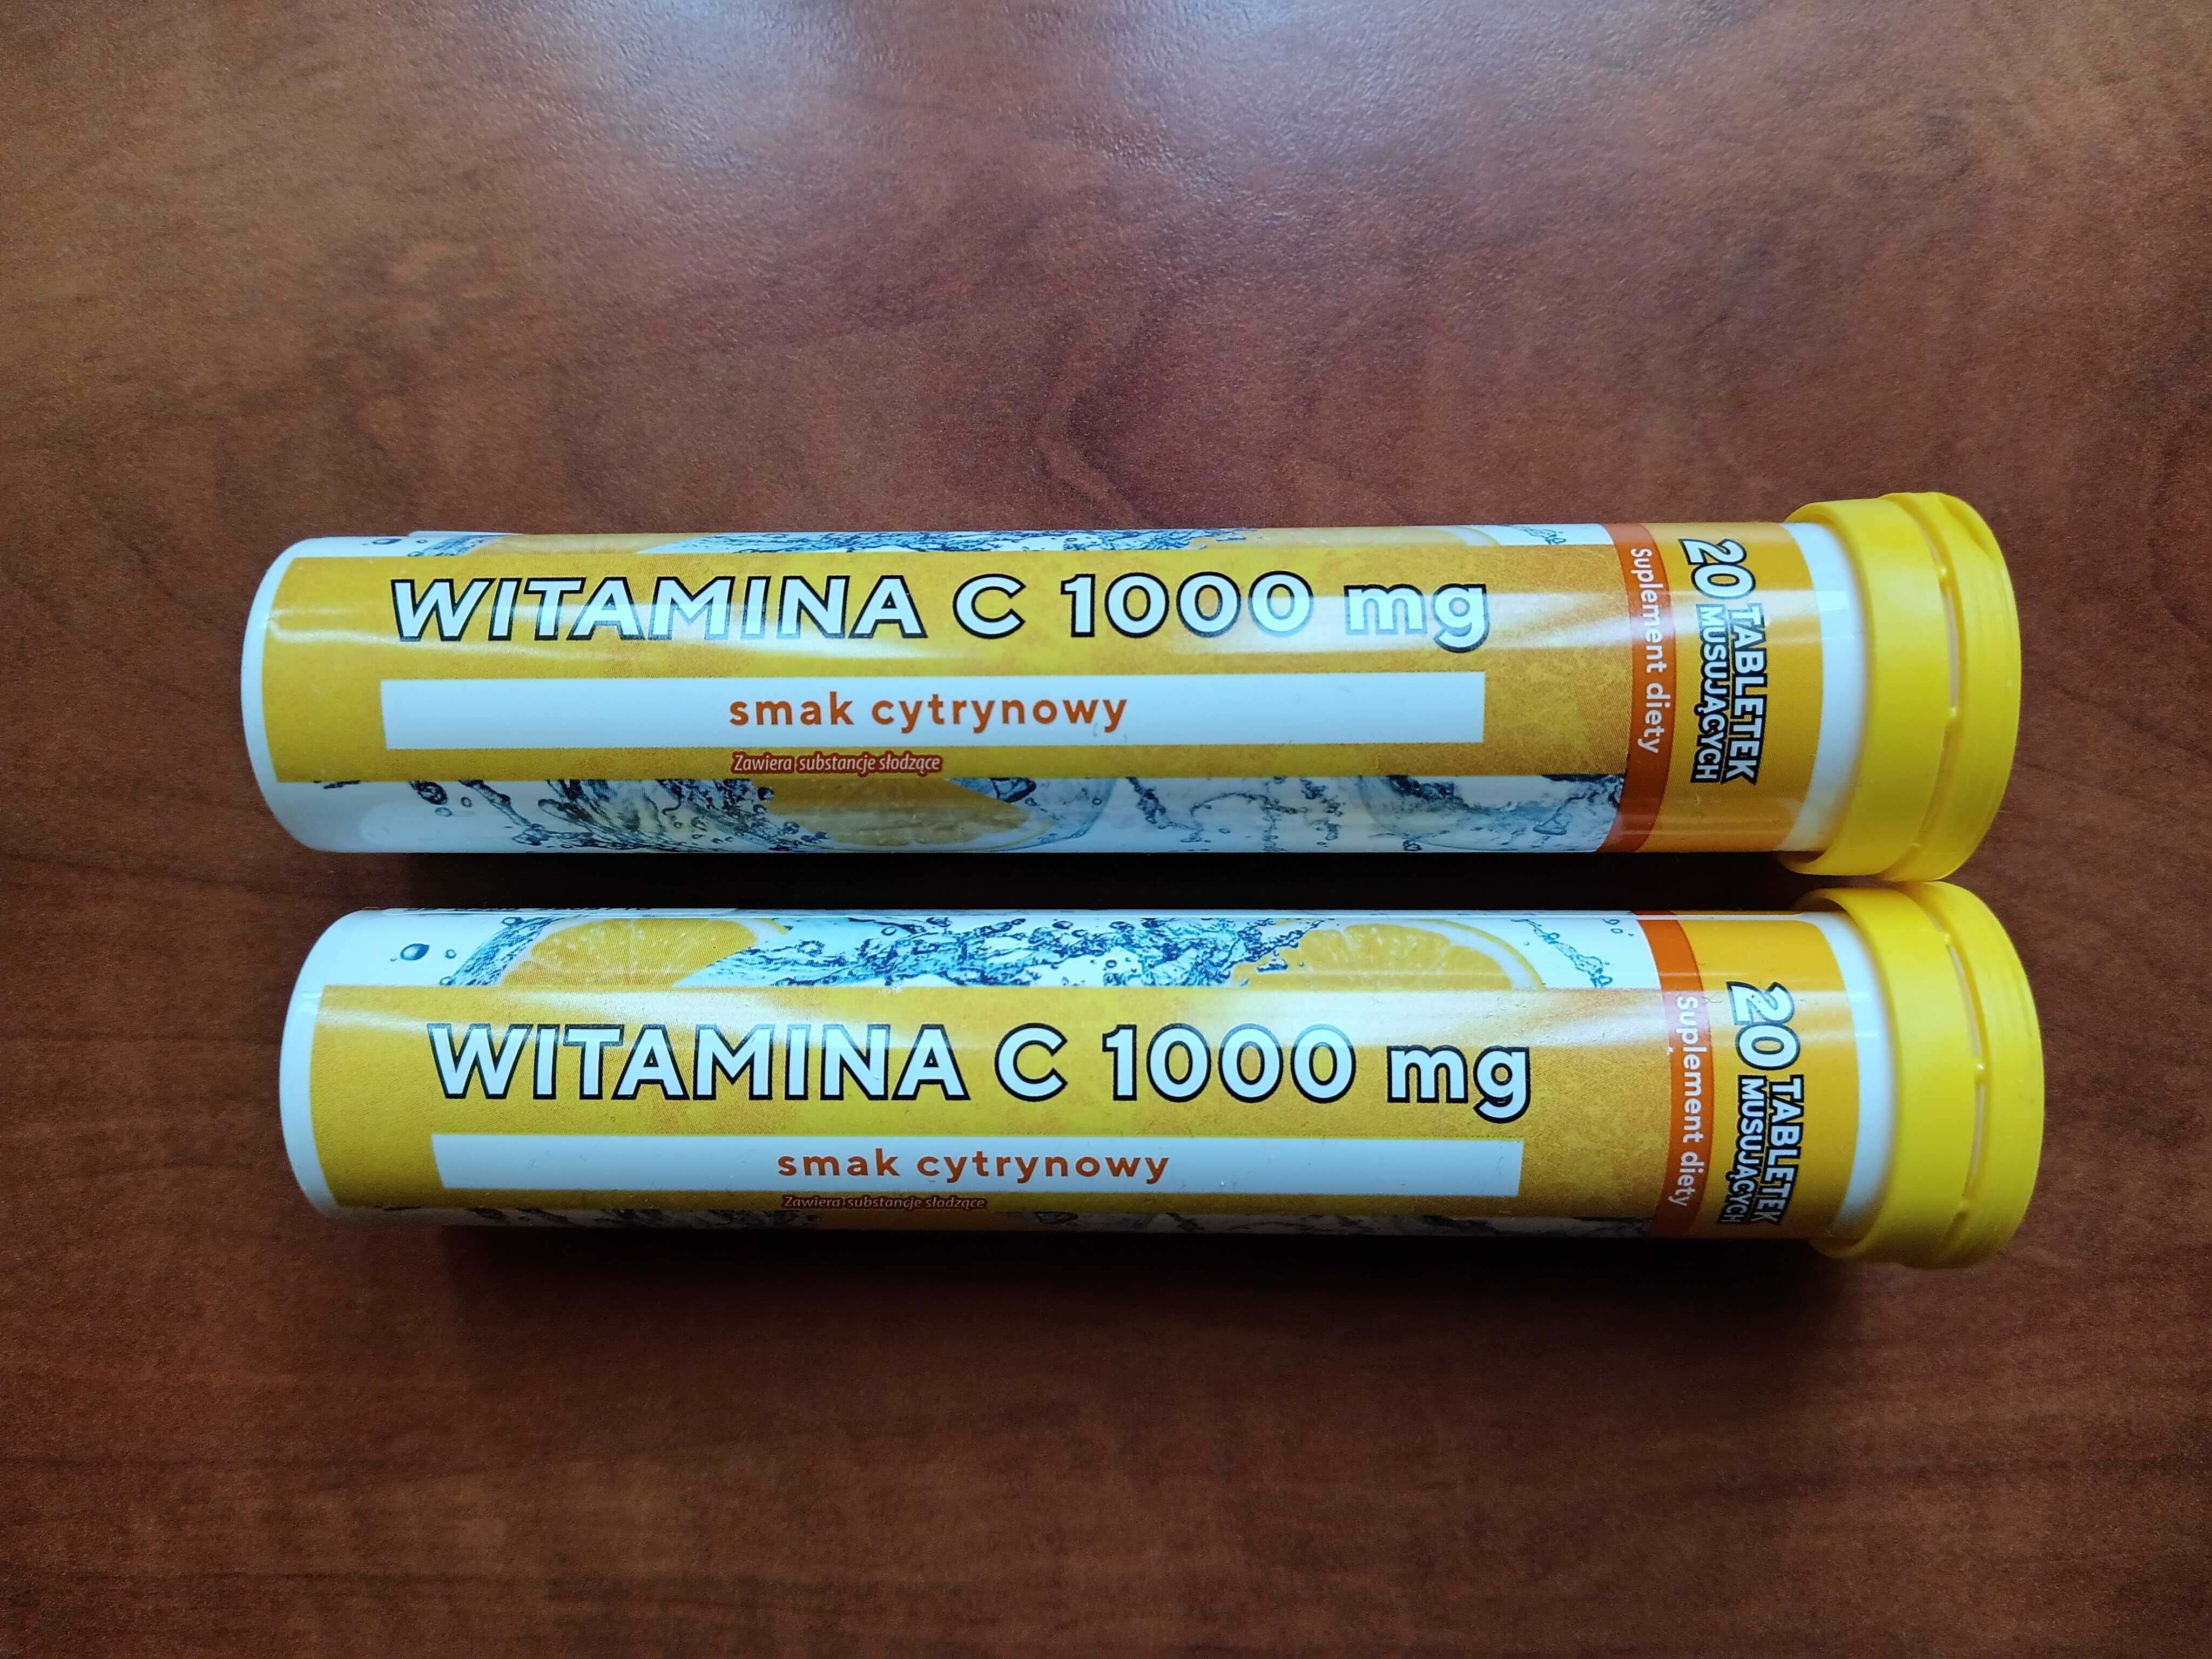 WITAMINA C 1000 mg
smak cytrynowy
Zawiera substancje słodzące
Suplement diety
20 TABLETEK
MUSUJĄCYCH
WITAMINA C 1000 mg
smak cytrynowy
Zawiera substancje słodzące
Suplement diety
20 TABLETEK
MUSUJĄCYCH